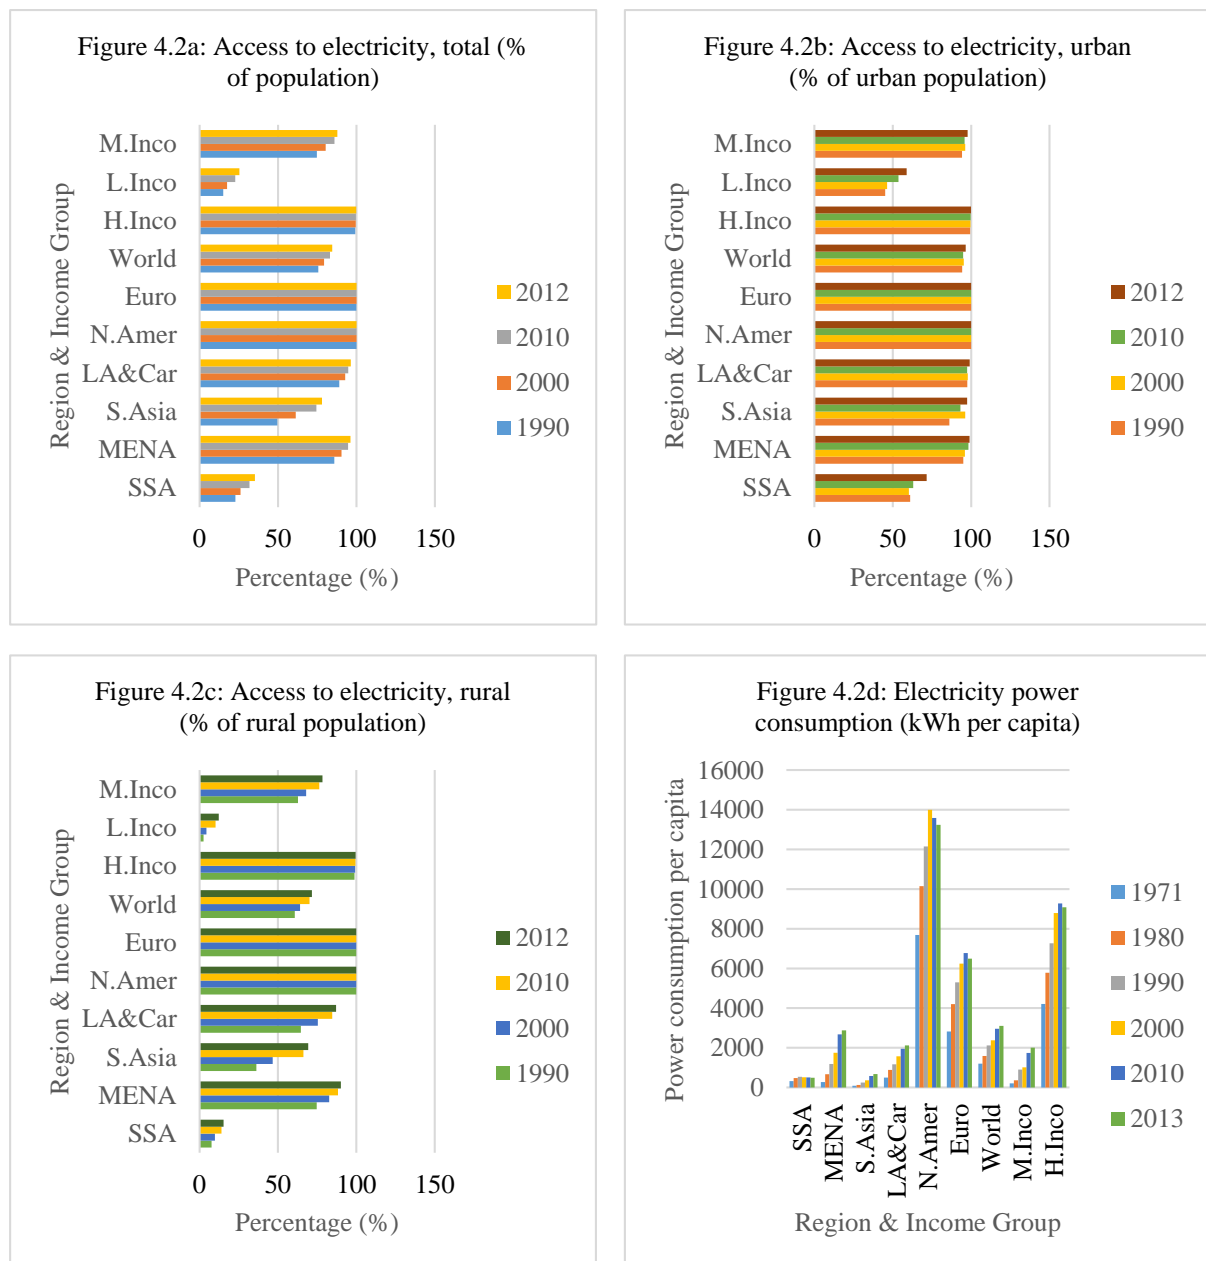 Figure 4.2a: Access to electricity, total (%
of population)
Region & Income Group
M.Inco
L.Inco
H.Inco
World
Euro
N.Amer
LA&Car
S.Asia
MENA
SSA
0 50 100 150
Percentage (%)
2012
2010
2000
1990
Figure 4.2b: Access to electricity, urban
(% of urban population)
Region & Income Group
M.Inco
L.Inco
H.Inco
World
Euro
N.Amer
LA&Car
S.Asia
MENA
SSA
0 50 100 150
Percentage (%)
2012
2010
2000
1990
Figure 4.2c: Access to electricity, rural
(% of rural population)
Region & Income Group
M.Inco
L.Inco
H.Inco
World
Euro
N.Amer
LA&Car
S.Asia
MENA
SSA
0 50 100 150
Percentage (%)
2012
2010
2000
1990
Figure 4.2d: Electricity power
consumption (kWh per capita)
Power consumption per capita
16000
14000
12000
10000
8000
6000
4000
2000
0
SSA
MENA
S.Asia
LA&Car
N.Amer
Euro
World
M.Inco
H.Inco
Region & Income Group
1971
1980
1990
2000
2010
2013